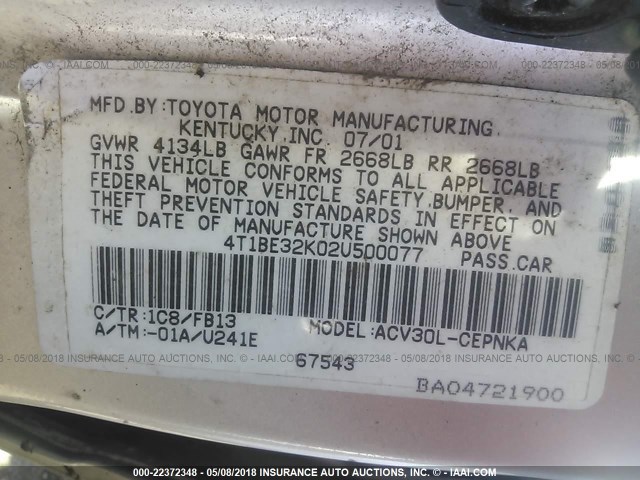 MFD.BY:TOYOTA MOTOR MANUFACTURING,
KENTUCKY,INC. 07/01
GVWR 4134LB GAWR FR 2668LB RR 2668LB
THIS VEHICLE CONFORMS TO ALL APPLICABLE
FEDERAL MOTOR VEHICLE SAFETY,BUMPER, AND
THEFT PREVENTION STANDARDS IN EFFECT ON
THE DATE OF MANUFACTURE SHOWN ABOVE
4T1BE32K02U500077 PASS.CAR
C/TR:1C8/FB13 MODEL:ACV30L-CEPNKA
A/TM:-01A/U241E
67543
BA04721900
000-22372348 - 05/08/2018 INSURANCE AUTO AUCTIONS SERVICES, INC. - IAAI.COM